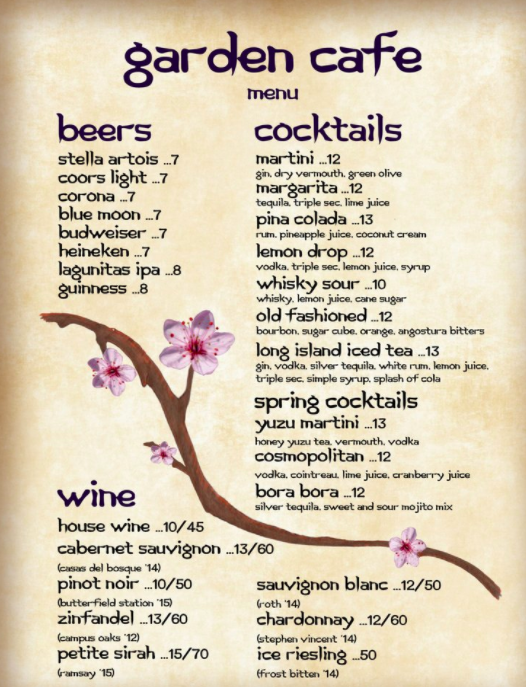 garden cafe
menu
beers
stella artois ...7
coors light ...7
corona ...7
blue moon ...7
budweiser ...7
heineken ...7
lagunitas ipa ...8
guinness ...8
cocktails
martini ...12
gin, dry vermouth, green olive
margarita ...12
tequila, triple sec, lime juice
pina colada ...13
rum, pineapple juice, coconut cream
lemon drop ...12
vodka, triple sec, lemon juice, syrup
whisky sour ...10
whisky, lemon juice, cane sugar
old fashioned ...12
bourbon, sugar cube, orange, angostura bitters
long island iced tea ...13
gin, vodka, silver tequila, white rum, lemon juice,
triple sec, simple syrup, splash of cola
spring cocktails
yuzu martini ...13
honey yuzu tea, vermouth, vodka
cosmopolitan ...12
vodka, cointreau, lime juice, cranberry juice
bora bora ...12
silver tequila, sweet and sour mojito mix
wine
house wine ...10/45
cabernet sauvignon ...13/60
(casas del bosque '14)
pinot noir ...10/50
(butterfield station '15)
zinfandel ...13/60
(campus oaks '12)
petite sirah ...15/70
(ramsay '15)
sauvignon blanc ...12/50
(roth '14)
chardonnay ...12/60
(stephen vincent '14)
ice riesling ...50
(frost bitten '14)